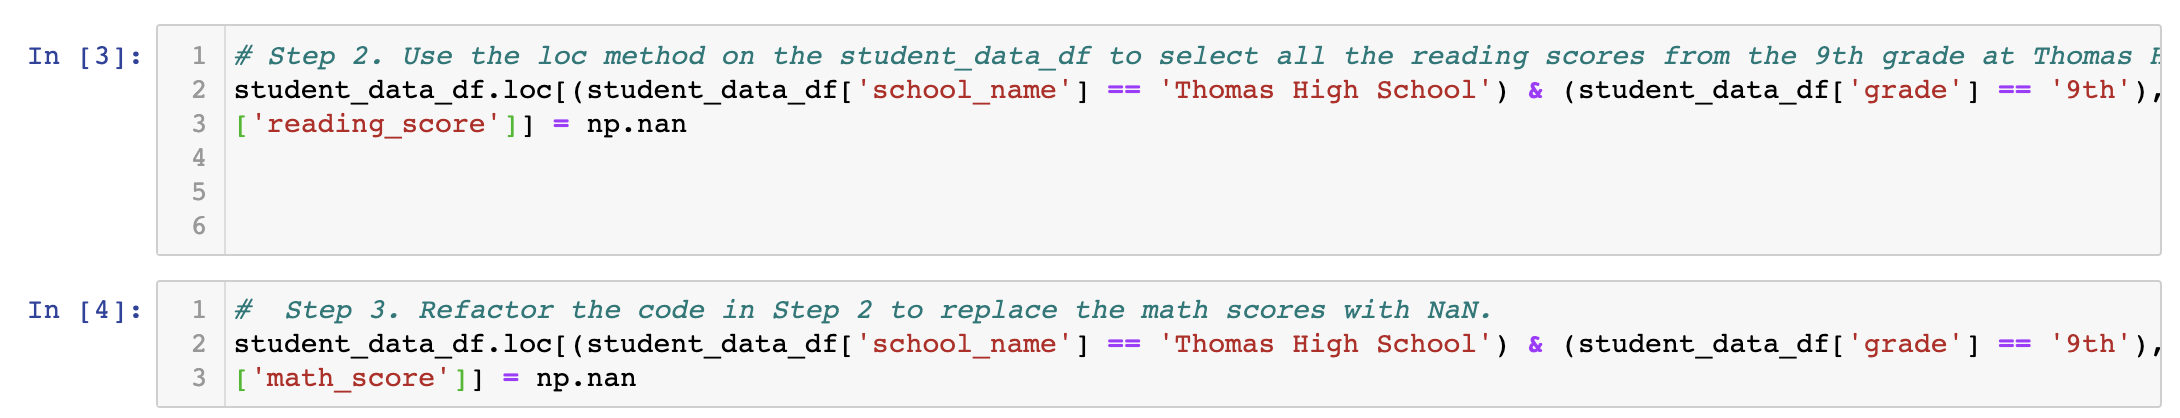 In [3]:
1 # Step 2. Use the loc method on the student_data_df to select all the reading scores from the 9th grade at Thomas
2 student_data_df.loc[(student_data_df['school_name'] == 'Thomas High School') & (student_data_df['grade'] == '9th'),
3 ['reading_score']] = np.nan
4
5
6
In [4]:
1 #  Step 3. Refactor the code in Step 2 to replace the math scores with NaN.
2 student_data_df.loc[(student_data_df['school_name'] == 'Thomas High School') & (student_data_df['grade'] == '9th'),
3 ['math_score']] = np.nan